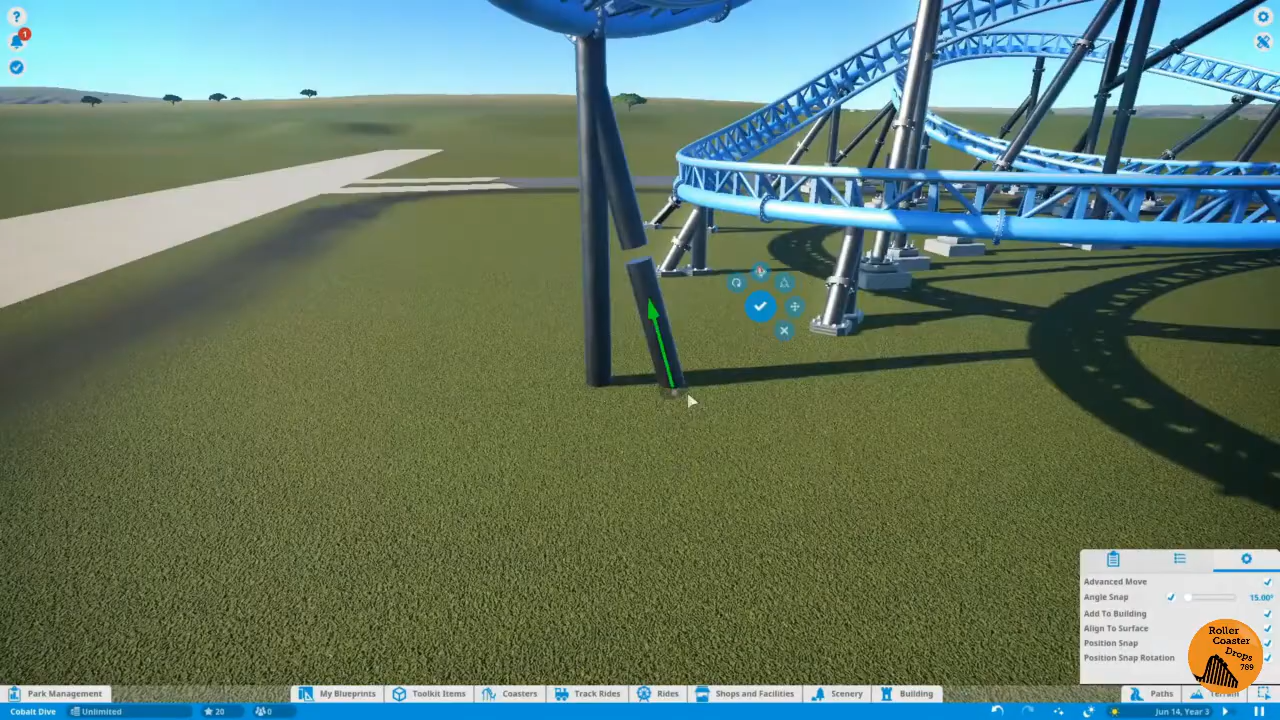 ?
1
Advanced Move
Angle Snap 15.00°
Add To Building
Align To Surface
Position Snap
Position Snap Rotation
Roller
Coaster
Drops
789
Park Management
My Blueprints
Toolkit Items
Coasters
Track Rides
Rides
Shops and Facilities
Scenery
Building
Paths
Terrain
Cobalt Dive
Unlimited
20
0
Jun 14, Year 3